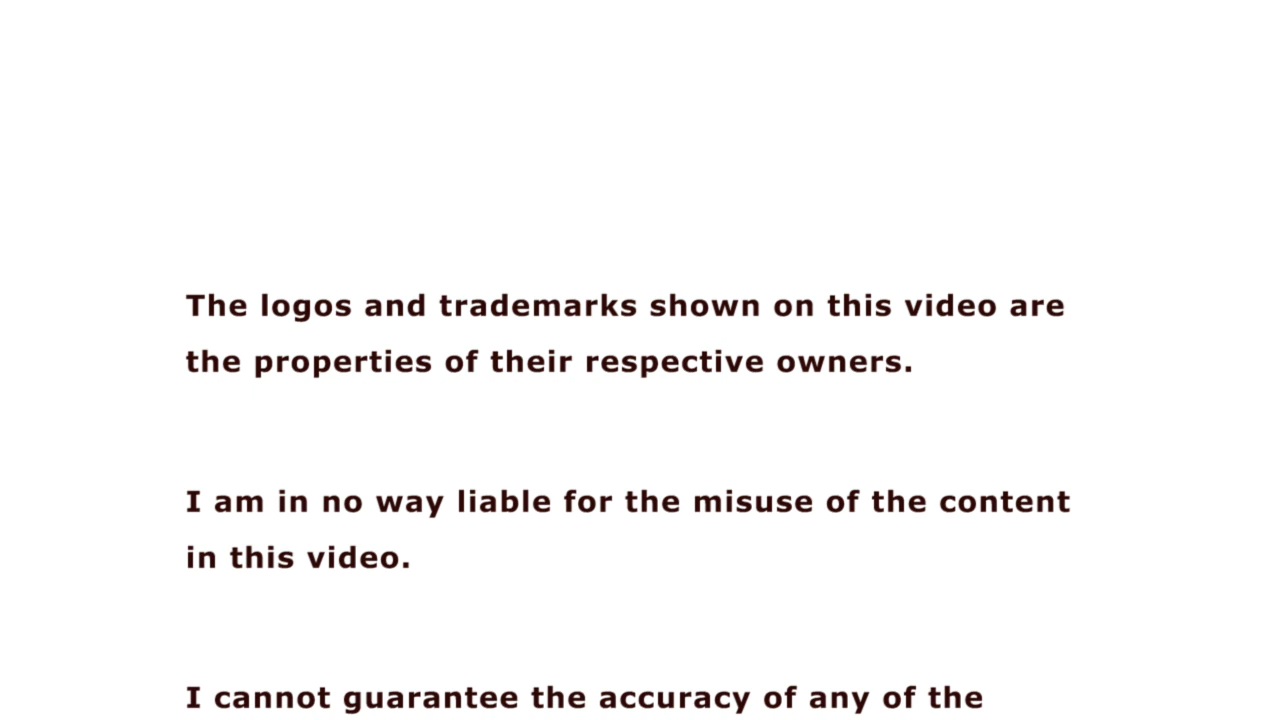 The logos and trademarks shown on this video are
the properties of their respective owners.
I am in no way liable for the misuse of the content
in this video.
I cannot guarantee the accuracy of any of the